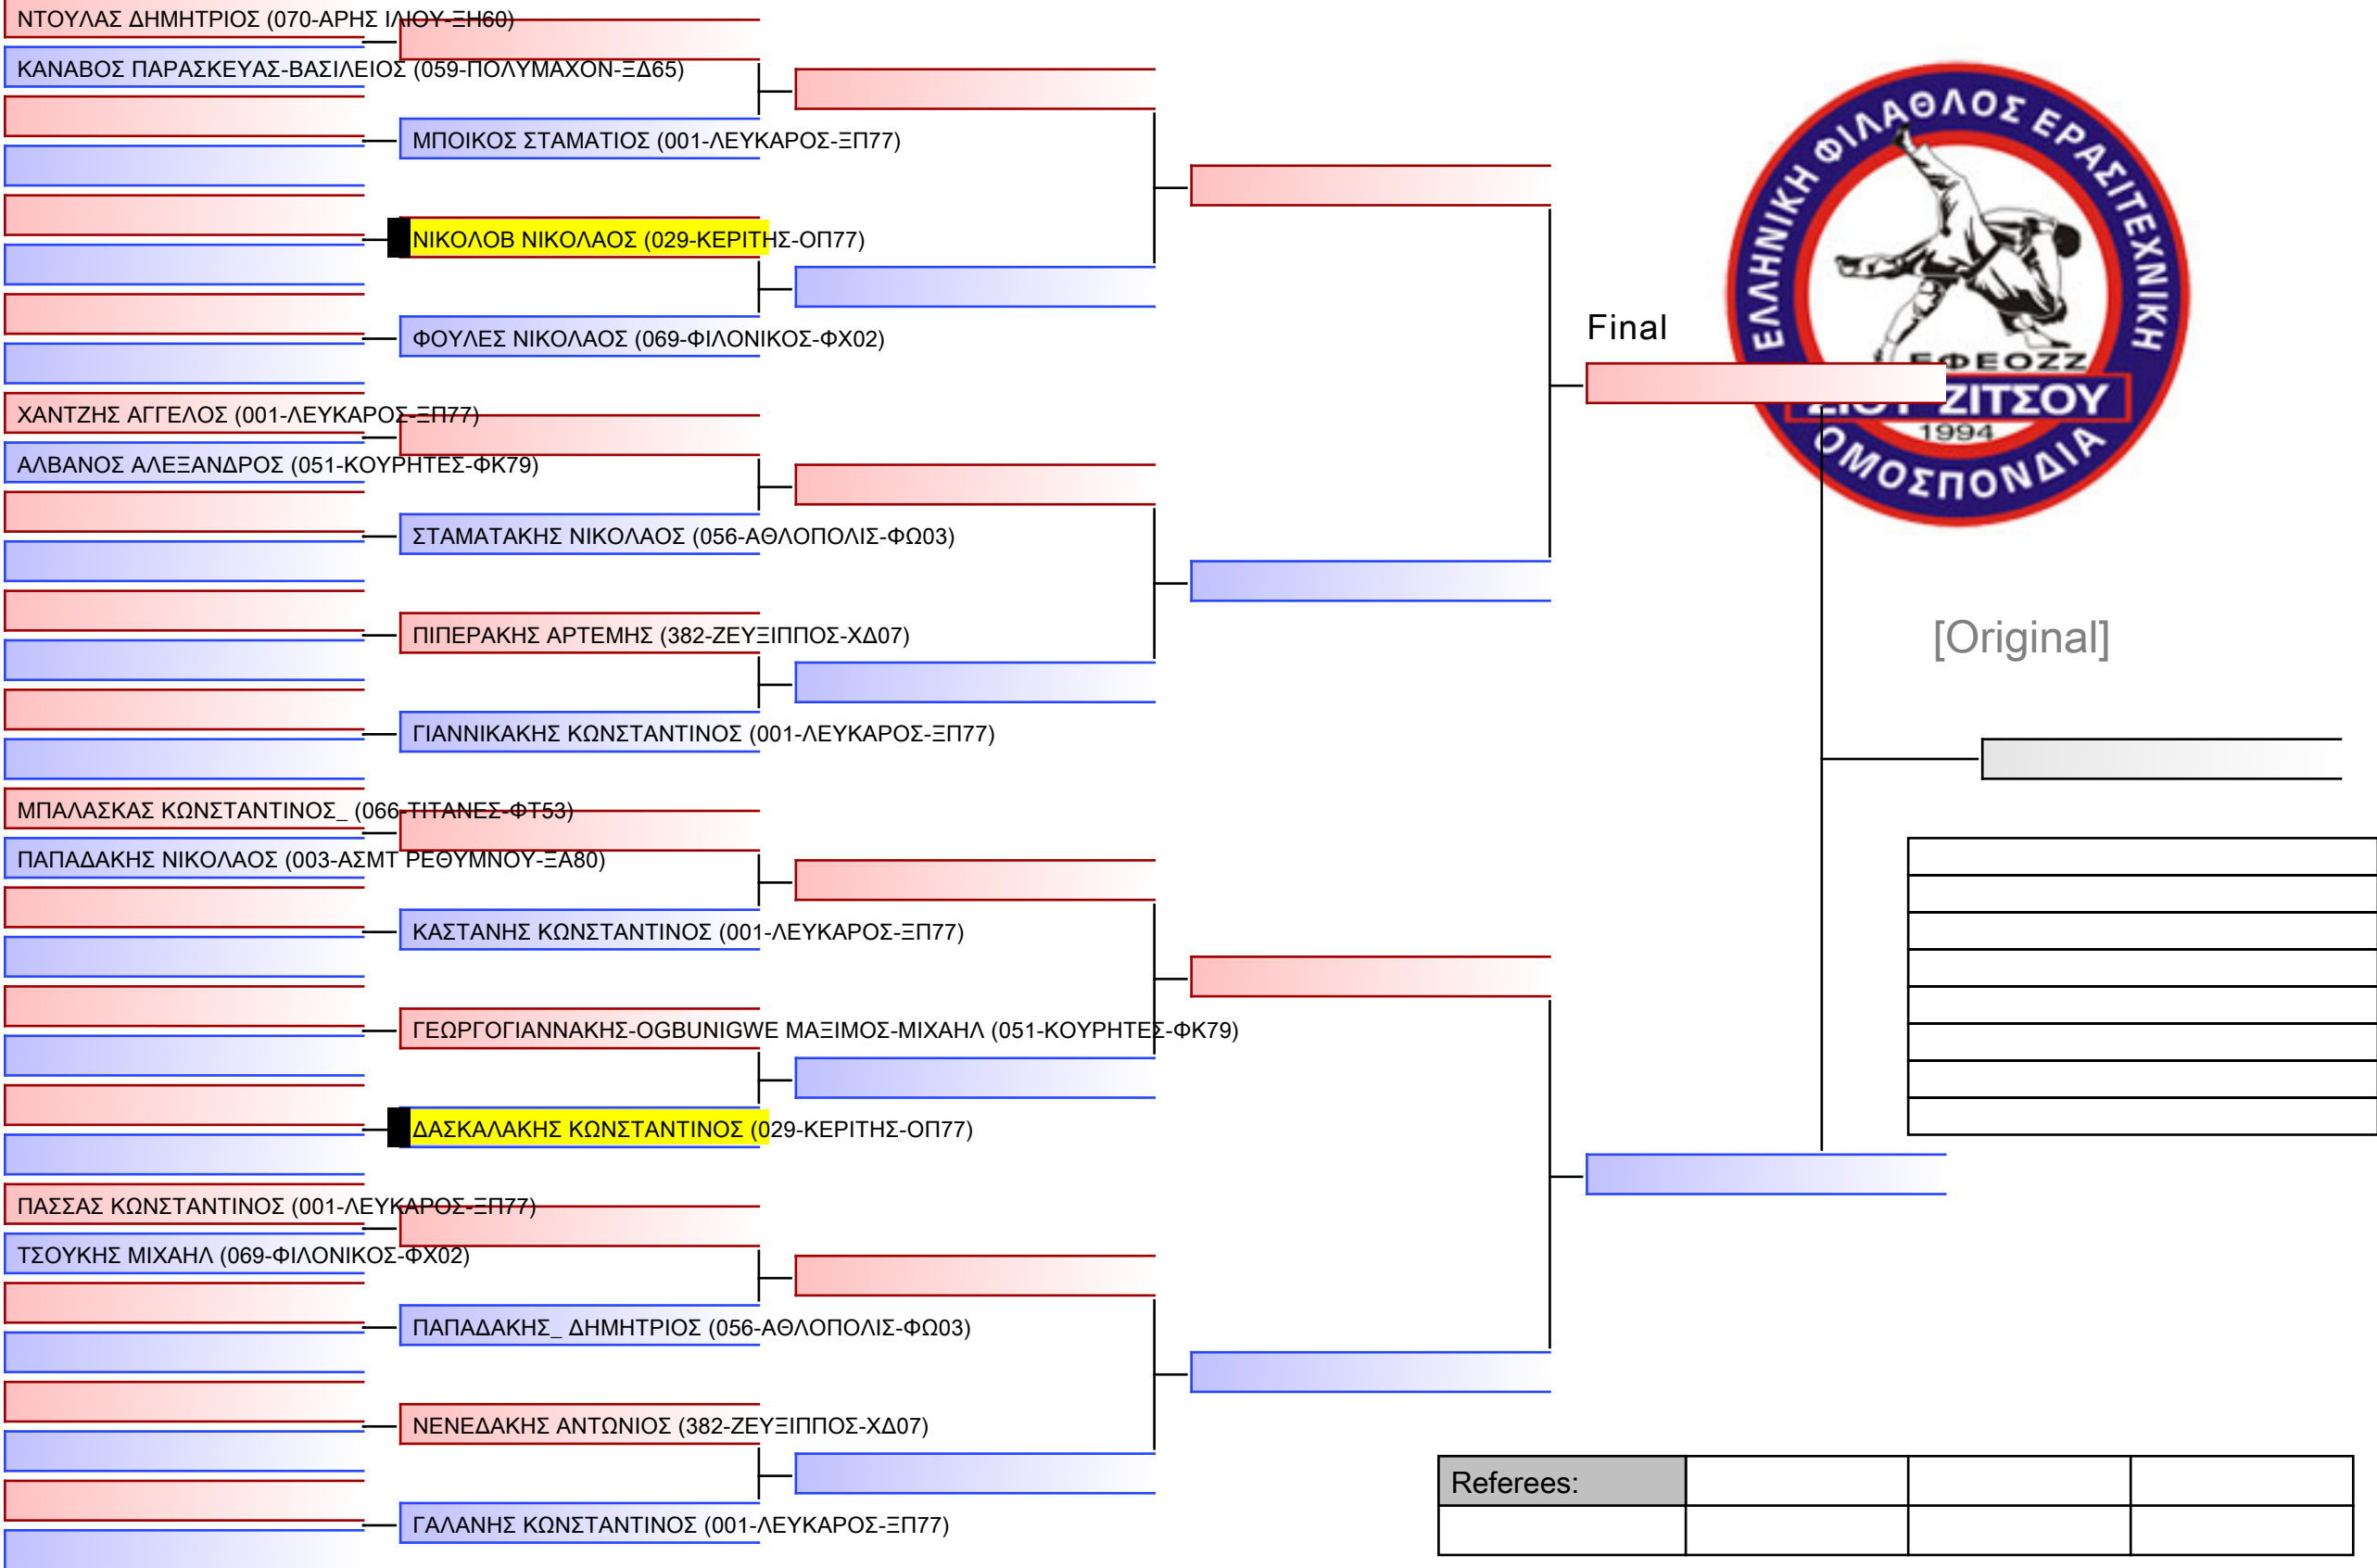 ΝΤΟΥΛΑΣ ΔΗΜΗΤΡΙΟΣ (070-ΑΡΗΣ ΙΛΙΟΥ-ΞΗ60)
ΚΑΝΑΒΟΣ ΠΑΡΑΣΚΕΥΑΣ-ΒΑΣΙΛΕΙΟΣ (059-ΠΟΛΥΜΑΧΟΝ-ΞΔ65)
ΜΠΟΙΚΟΣ ΣΤΑΜΑΤΙΟΣ (001-ΛΕΥΚΑΡΟΣ-ΞΠ77)
ΝΙΚΟΛΟΒ ΝΙΚΟΛΑΟΣ (029-ΚΕΡΙΤΗΣ-ΟΠ77)
ΦΟΥΛΕΣ ΝΙΚΟΛΑΟΣ (069-ΦΙΛΟΝΙΚΟΣ-ΦΧ02)
ΧΑΝΤΖΗΣ ΑΓΓΕΛΟΣ (001-ΛΕΥΚΑΡΟΣ-ΞΠ77)
ΑΛΒΑΝΟΣ ΑΛΕΞΑΝΔΡΟΣ (051-ΚΟΥΡΗΤΕΣ-ΦΚ79)
ΣΤΑΜΑΤΑΚΗΣ ΝΙΚΟΛΑΟΣ (056-ΑΘΛΟΠΟΛΙΣ-ΦΩ03)
ΠΙΠΕΡΑΚΗΣ ΑΡΤΕΜΗΣ (382-ΖΕΥΞΙΠΠΟΣ-ΧΔ07)
ΓΙΑΝΝΙΚΑΚΗΣ ΚΩΝΣΤΑΝΤΙΝΟΣ (001-ΛΕΥΚΑΡΟΣ-ΞΠ77)
ΜΠΑΛΑΣΚΑΣ ΚΩΝΣΤΑΝΤΙΝΟΣ_ (066-ΤΙΤΑΝΕΣ-ΦΤ53)
ΠΑΠΑΔΑΚΗΣ ΝΙΚΟΛΑΟΣ (003-ΑΣΜΤ ΡΕΘΥΜΝΟΥ-ΞΑ80)
ΚΑΣΤΑΝΗΣ ΚΩΝΣΤΑΝΤΙΝΟΣ (001-ΛΕΥΚΑΡΟΣ-ΞΠ77)
ΓΕΩΡΓΟΓΙΑΝΝΑΚΗΣ-OGBUNIGWE ΜΑΞΙΜΟΣ-ΜΙΧΑΗΛ (051-ΚΟΥΡΗΤΕΣ-ΦΚ79)
ΔΑΣΚΑΛΑΚΗΣ ΚΩΝΣΤΑΝΤΙΝΟΣ (029-ΚΕΡΙΤΗΣ-ΟΠ77)
ΠΑΣΣΑΣ ΚΩΝΣΤΑΝΤΙΝΟΣ (001-ΛΕΥΚΑΡΟΣ-ΞΠ77)
ΤΣΟΥΚΗΣ ΜΙΧΑΗΛ (069-ΦΙΛΟΝΙΚΟΣ-ΦΧ02)
ΠΑΠΑΔΑΚΗΣ_ ΔΗΜΗΤΡΙΟΣ (056-ΑΘΛΟΠΟΛΙΣ-ΦΩ03)
ΝΕΝΕΔΑΚΗΣ ΑΝΤΩΝΙΟΣ (382-ΖΕΥΞΙΠΠΟΣ-ΧΔ07)
ΓΑΛΑΝΗΣ ΚΩΝΣΤΑΝΤΙΝΟΣ (001-ΛΕΥΚΑΡΟΣ-ΞΠ77)
Final
ΕΛΛΗΝΙΚΗ ΦΙΛΑΘΛΟΣ ΕΡΑΣΙΤΕΧΝΙΚΗ
ΕΦΕΟΖΖ
ΖΙΤΣΟΥ
1994
ΟΜΟΣΠΟΝΔΙΑ
[Original]
Referees: